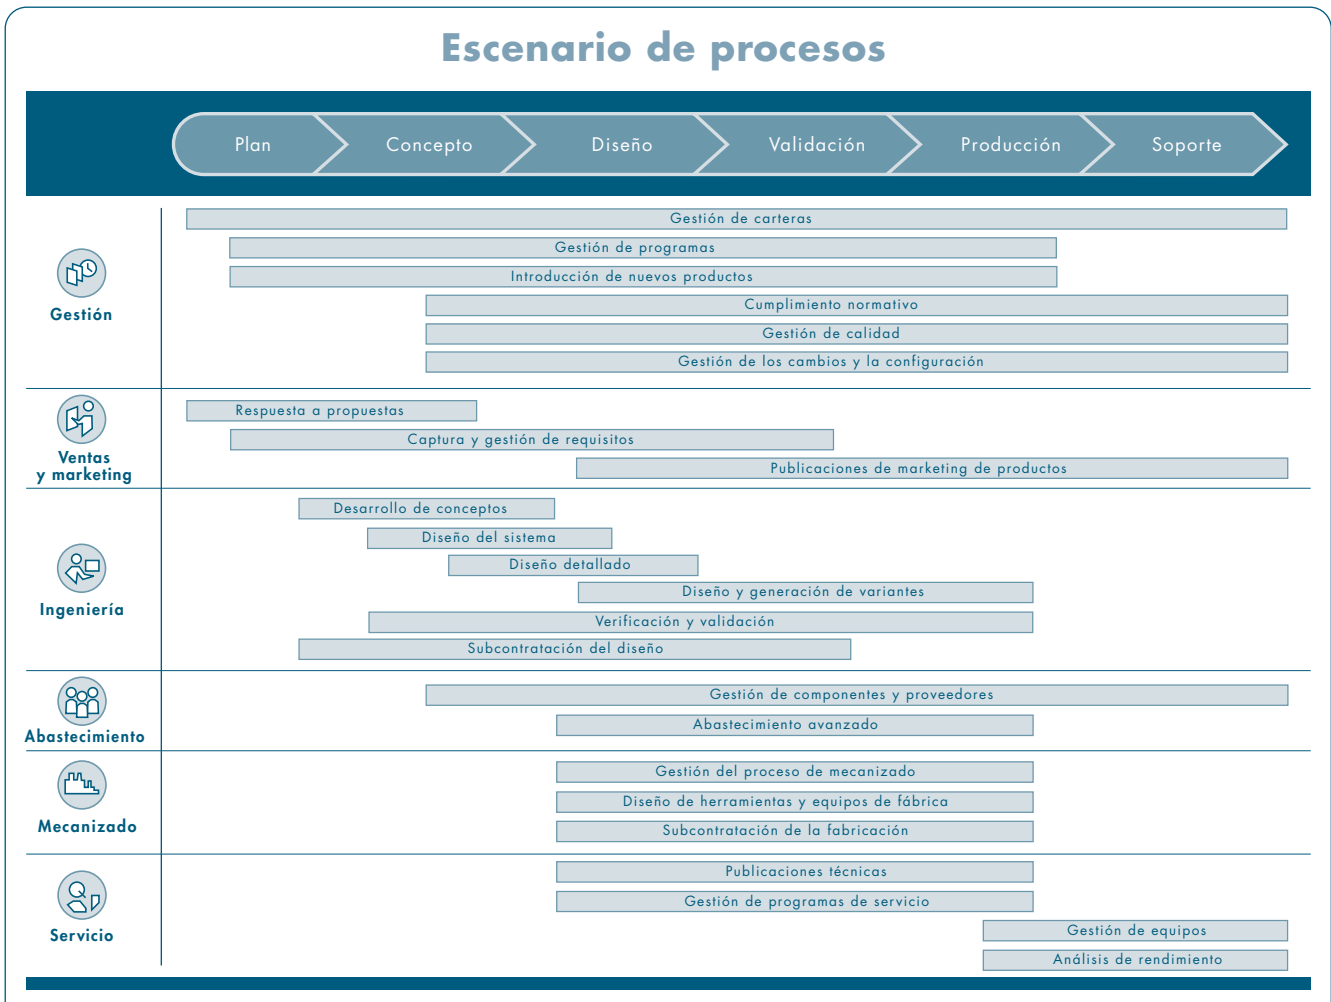 Escenario de procesos
Plan
Concepto
Diseño
Validación
Producción
Soporte
Gestión
Gestión de carteras
Gestión de programas
Introducción de nuevos productos
Cumplimiento normativo
Gestión de calidad
Gestión de los cambios y la configuración
Ventas
y marketing
Respuesta a propuestas
Captura y gestión de requisitos
Publicaciones de marketing de productos
Ingeniería
Desarrollo de conceptos
Diseño del sistema
Diseño detallado
Diseño y generación de variantes
Verificación y validación
Subcontratación del diseño
Abastecimiento
Gestión de componentes y proveedores
Abastecimiento avanzado
Mecanizado
Gestión del proceso de mecanizado
Diseño de herramientas y equipos de fábrica
Subcontratación de la fabricación
Servicio
Publicaciones técnicas
Gestión de programas de servicio
Gestión de equipos
Análisis de rendimiento